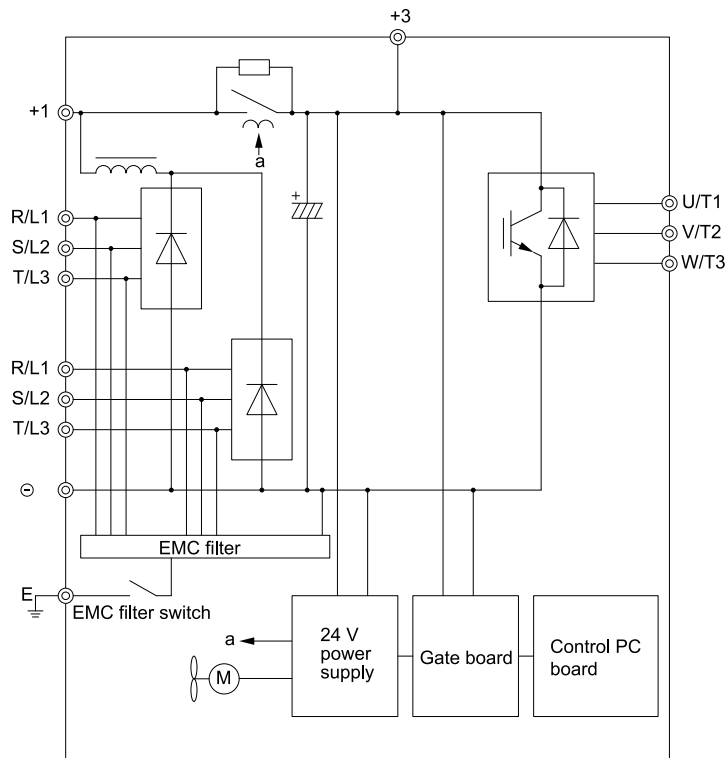 +3
+1
a
+
R/L1
S/L2
T/L3
U/T1
V/T2
W/T3
R/L1
S/L2
T/L3
⊖
EMC filter
E
EMC filter switch
a
M
24 V
power
supply
Gate board
Control PC
board